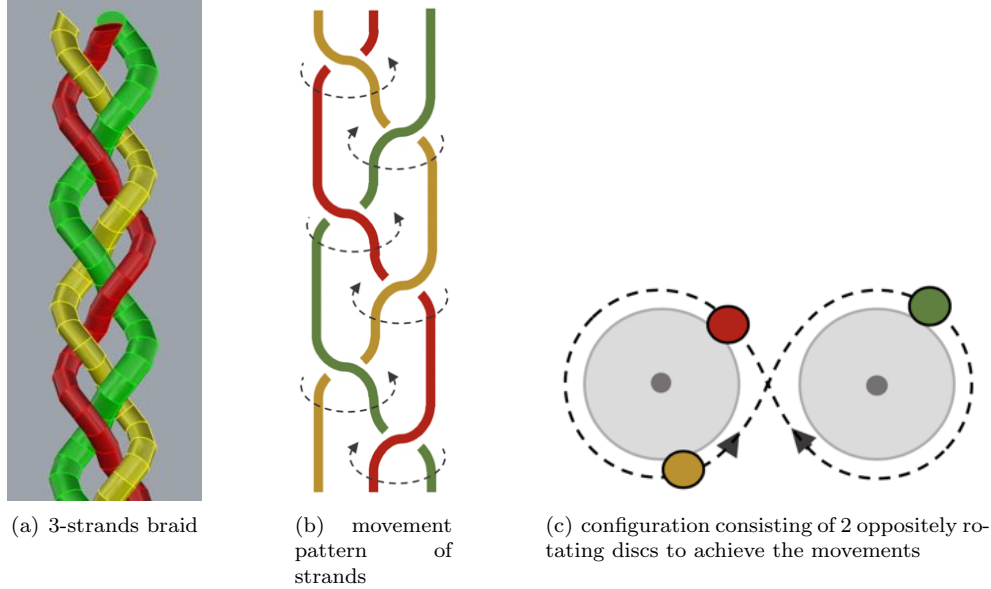 (a) 3-strands braid
(b) movement
pattern of
strands
(c) configuration consisting of 2 oppositely ro-
tating discs to achieve the movements